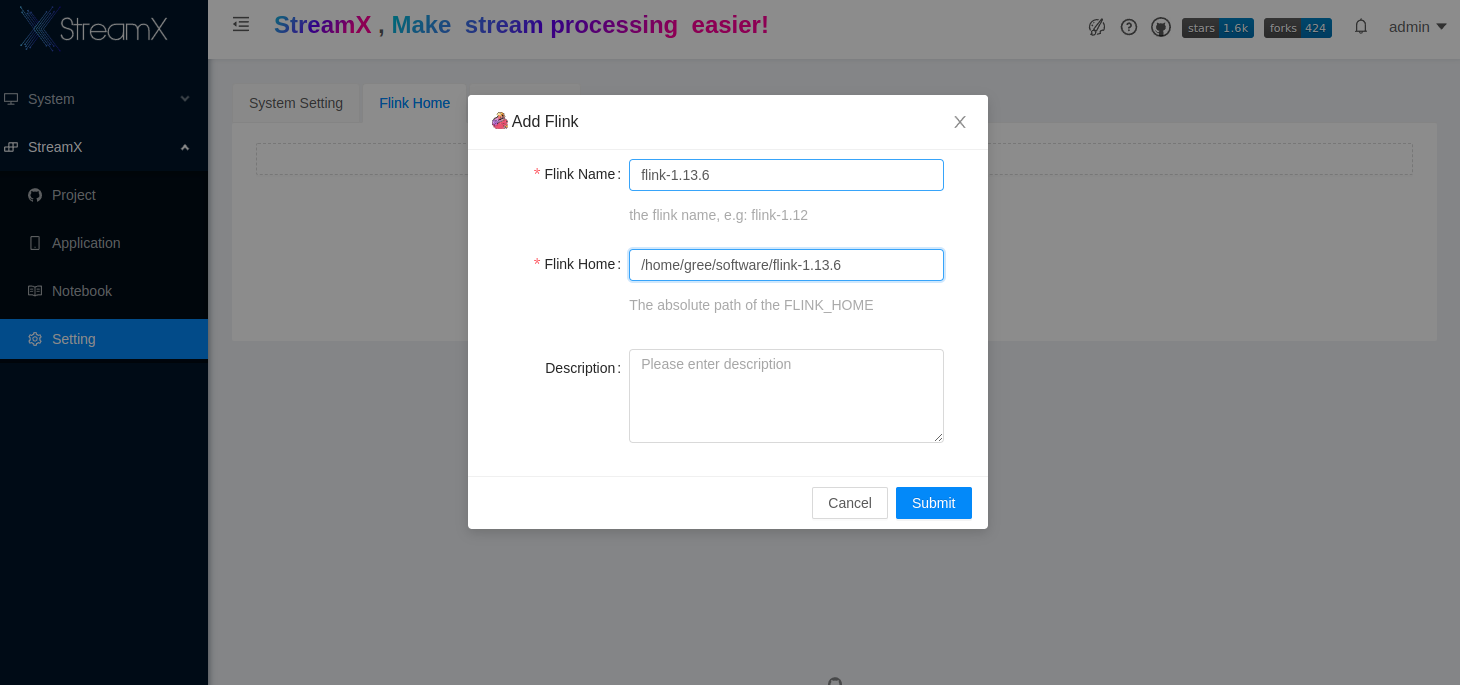 StreamX
StreamX , Make stream processing easier!
stars 1.6k
forks 424
admin
System
StreamX
Project
Application
Notebook
Setting
System Setting
Flink Home
Add Flink
* Flink Name:
flink-1.13.6
the flink name, e.g: flink-1.12
* Flink Home:
/home/gree/software/flink-1.13.6
The absolute path of the FLINK_HOME
Description:
Please enter description
Cancel
Submit